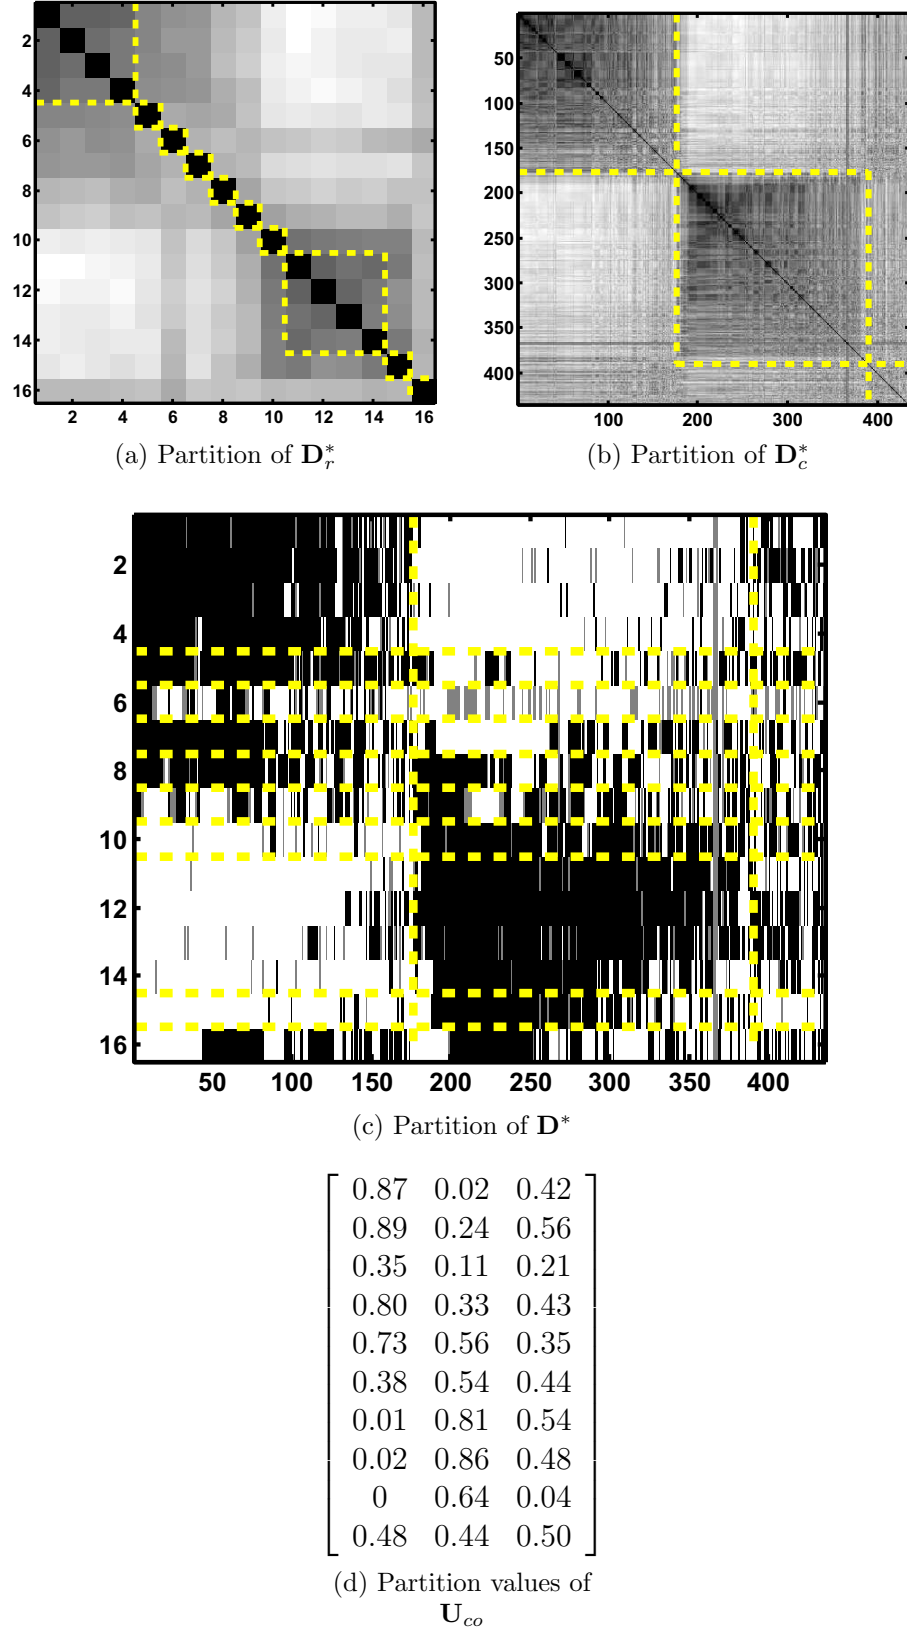 2
4
6
8
10
12
14
16
2 4 6 8 10 12 14 16
(a) Partition of D*r
50
100
150
200
250
300
350
400
100 200 300 400
(b) Partition of D*c
2
4
6
8
10
12
14
16
50 100 150 200 250 300 350 400
(c) Partition of D*
0.87 0.02 0.42
0.89 0.24 0.56
0.35 0.11 0.21
0.80 0.33 0.43
0.73 0.56 0.35
0.38 0.54 0.44
0.01 0.81 0.54
0.02 0.86 0.48
0 0.64 0.04
0.48 0.44 0.50
(d) Partition values of
Uco